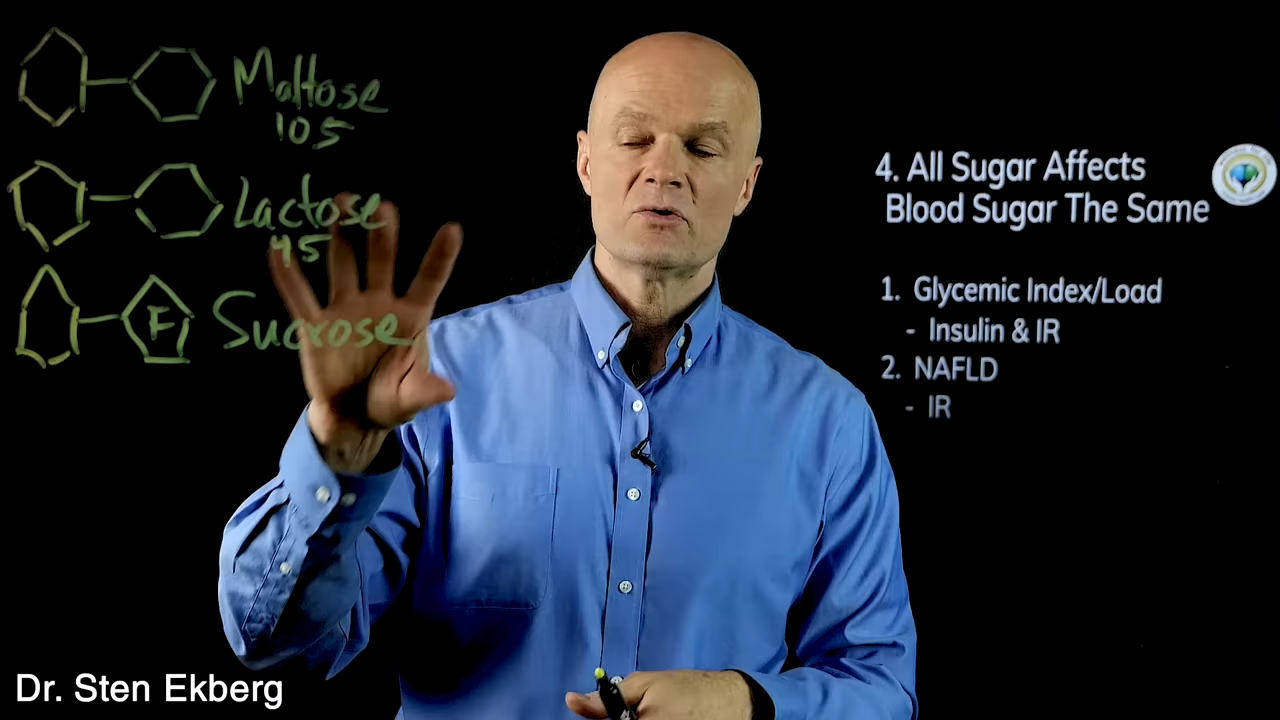 Maltose
105
Lactose
45
F
Sucrose
4. All Sugar Affects
Blood Sugar The Same
1. Glycemic Index/Load
- Insulin & IR
2. NAFLD
- IR
Dr. Sten Ekberg